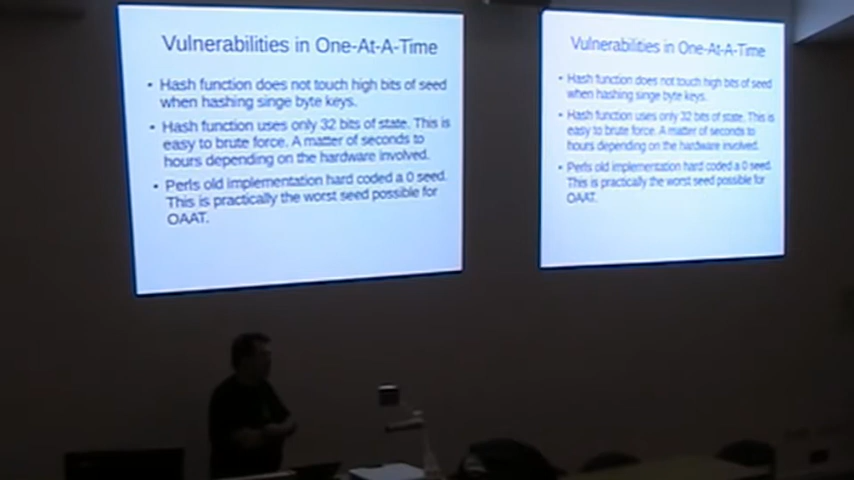 Vulnerabilities in One-At-A-Time
• Hash function does not touch high bits of seed
when hashing singe byte keys.
• Hash function uses only 32 bits of state. This is
easy to brute force. A matter of seconds to
hours depending on the hardware involved.
• Perls old implementation hard coded a 0 seed.
This is practically the worst seed possible for
OAAT.
Vulnerabilities in One-At-A-Time
• Hash function does not touch high bits of seed
when hashing singe byte keys.
• Hash function uses only 32 bits of state. This is
easy to brute force. A matter of seconds to
hours depending on the hardware involved.
• Perls old implementation hard coded a 0 seed.
This is practically the worst seed possible for
OAAT.